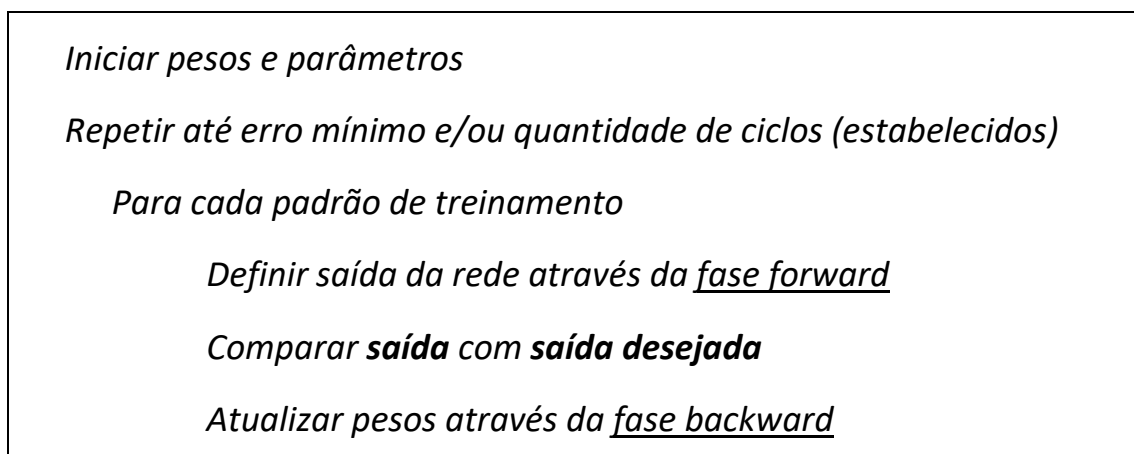 Iniciar pesos e parâmetros
Repetir até erro mínimo e/ou quantidade de ciclos (estabelecidos)
Para cada padrão de treinamento
Definir saída da rede através da fase forward
Comparar saída com saída desejada
Atualizar pesos através da fase backward